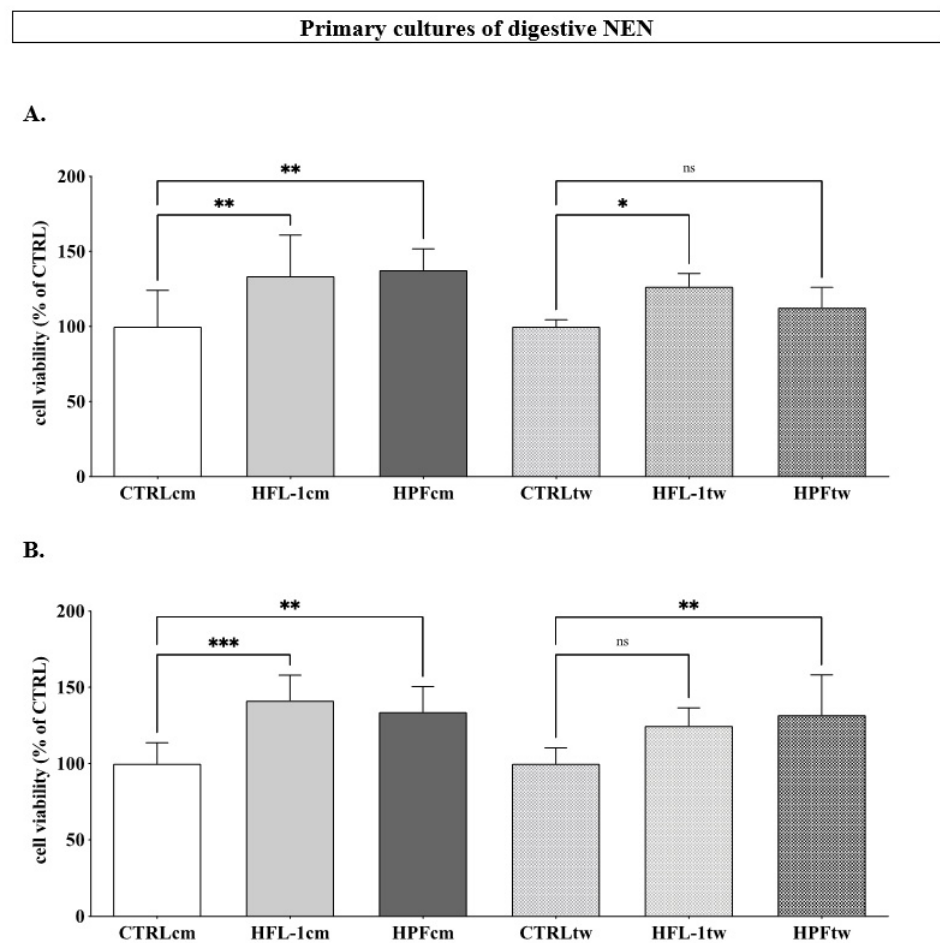 Primary cultures of digestive NEN
A.
cell viability (% of CTRL)
200
150
100
50
0
**
**
ns
*
CTRLcm HFL-1cm HPFcm CTRLtw HFL-1tw HPFtw
B.
cell viability (% of CTRL)
200
150
100
50
0
**
***
**
ns
CTRLcm HFL-1cm HPFcm CTRLtw HFL-1tw HPFtw